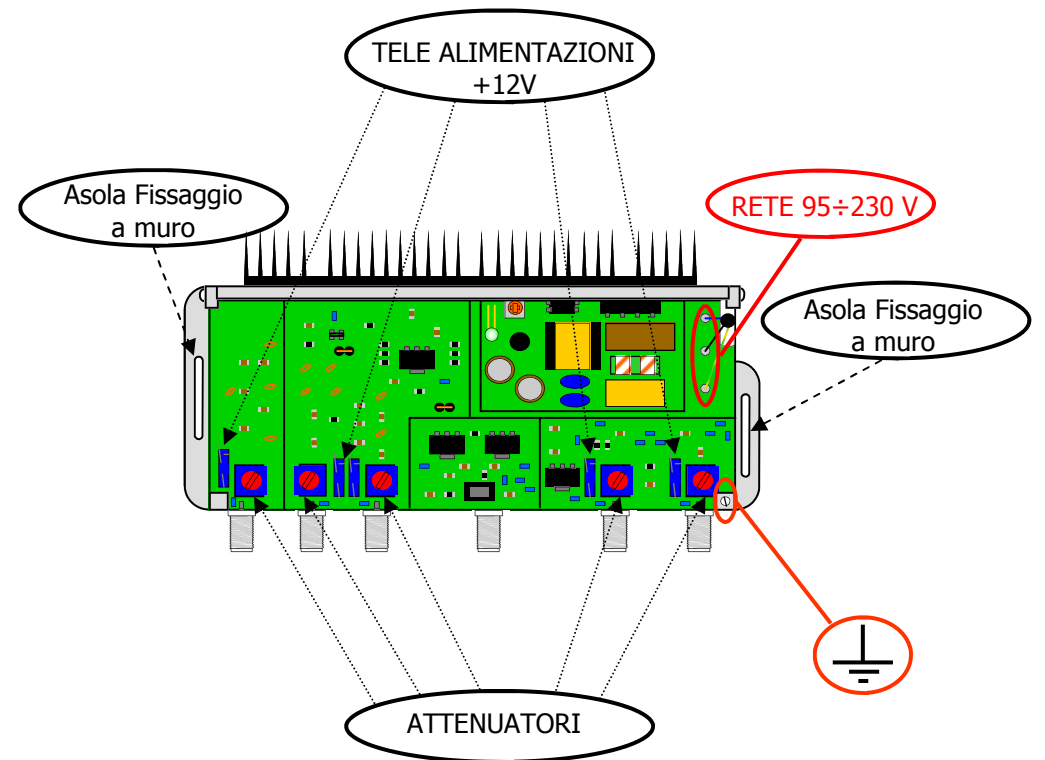 TELE ALIMENTAZIONI
+12V
Asola Fissaggio
a muro
RETE 95÷230 V
Asola Fissaggio
a muro
ATTENUATORI